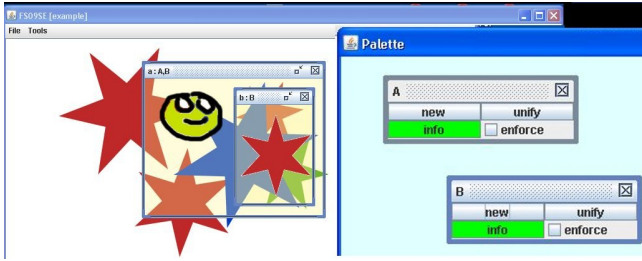 FS09SE [example]
File Tools
a : A,B
b : B
Palette
A
new unify
info enforce
B
new unify
info enforce